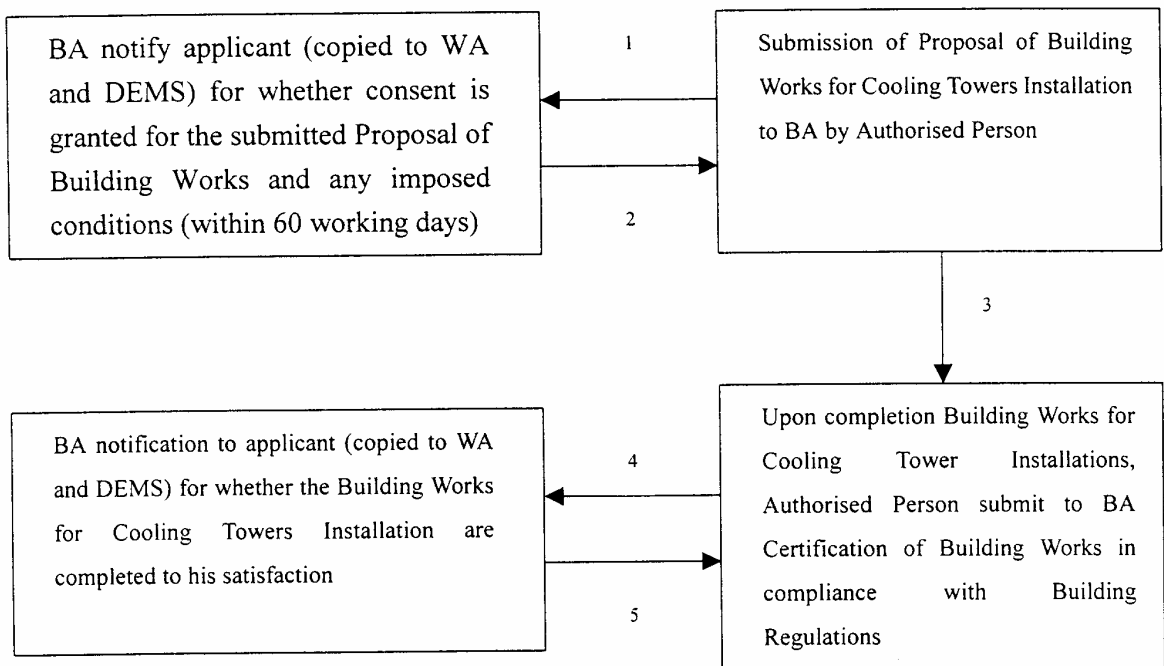 BA notify applicant (copied to WA
and DEMS) for whether consent is
granted for the submitted Proposal of
Building Works and any imposed
conditions (within 60 working days)
1
2
Submission of Proposal of Building
Works for Cooling Towers Installation
to BA by Authorised Person
3
BA notification to applicant (copied to WA
and DEMS) for whether the Building Works
for Cooling Towers Installation are
completed to his satisfaction
4
5
Upon completion Building Works for
Cooling Tower Installations,
Authorised Person submit to BA
Certification of Building Works in
compliance with Building
Regulations